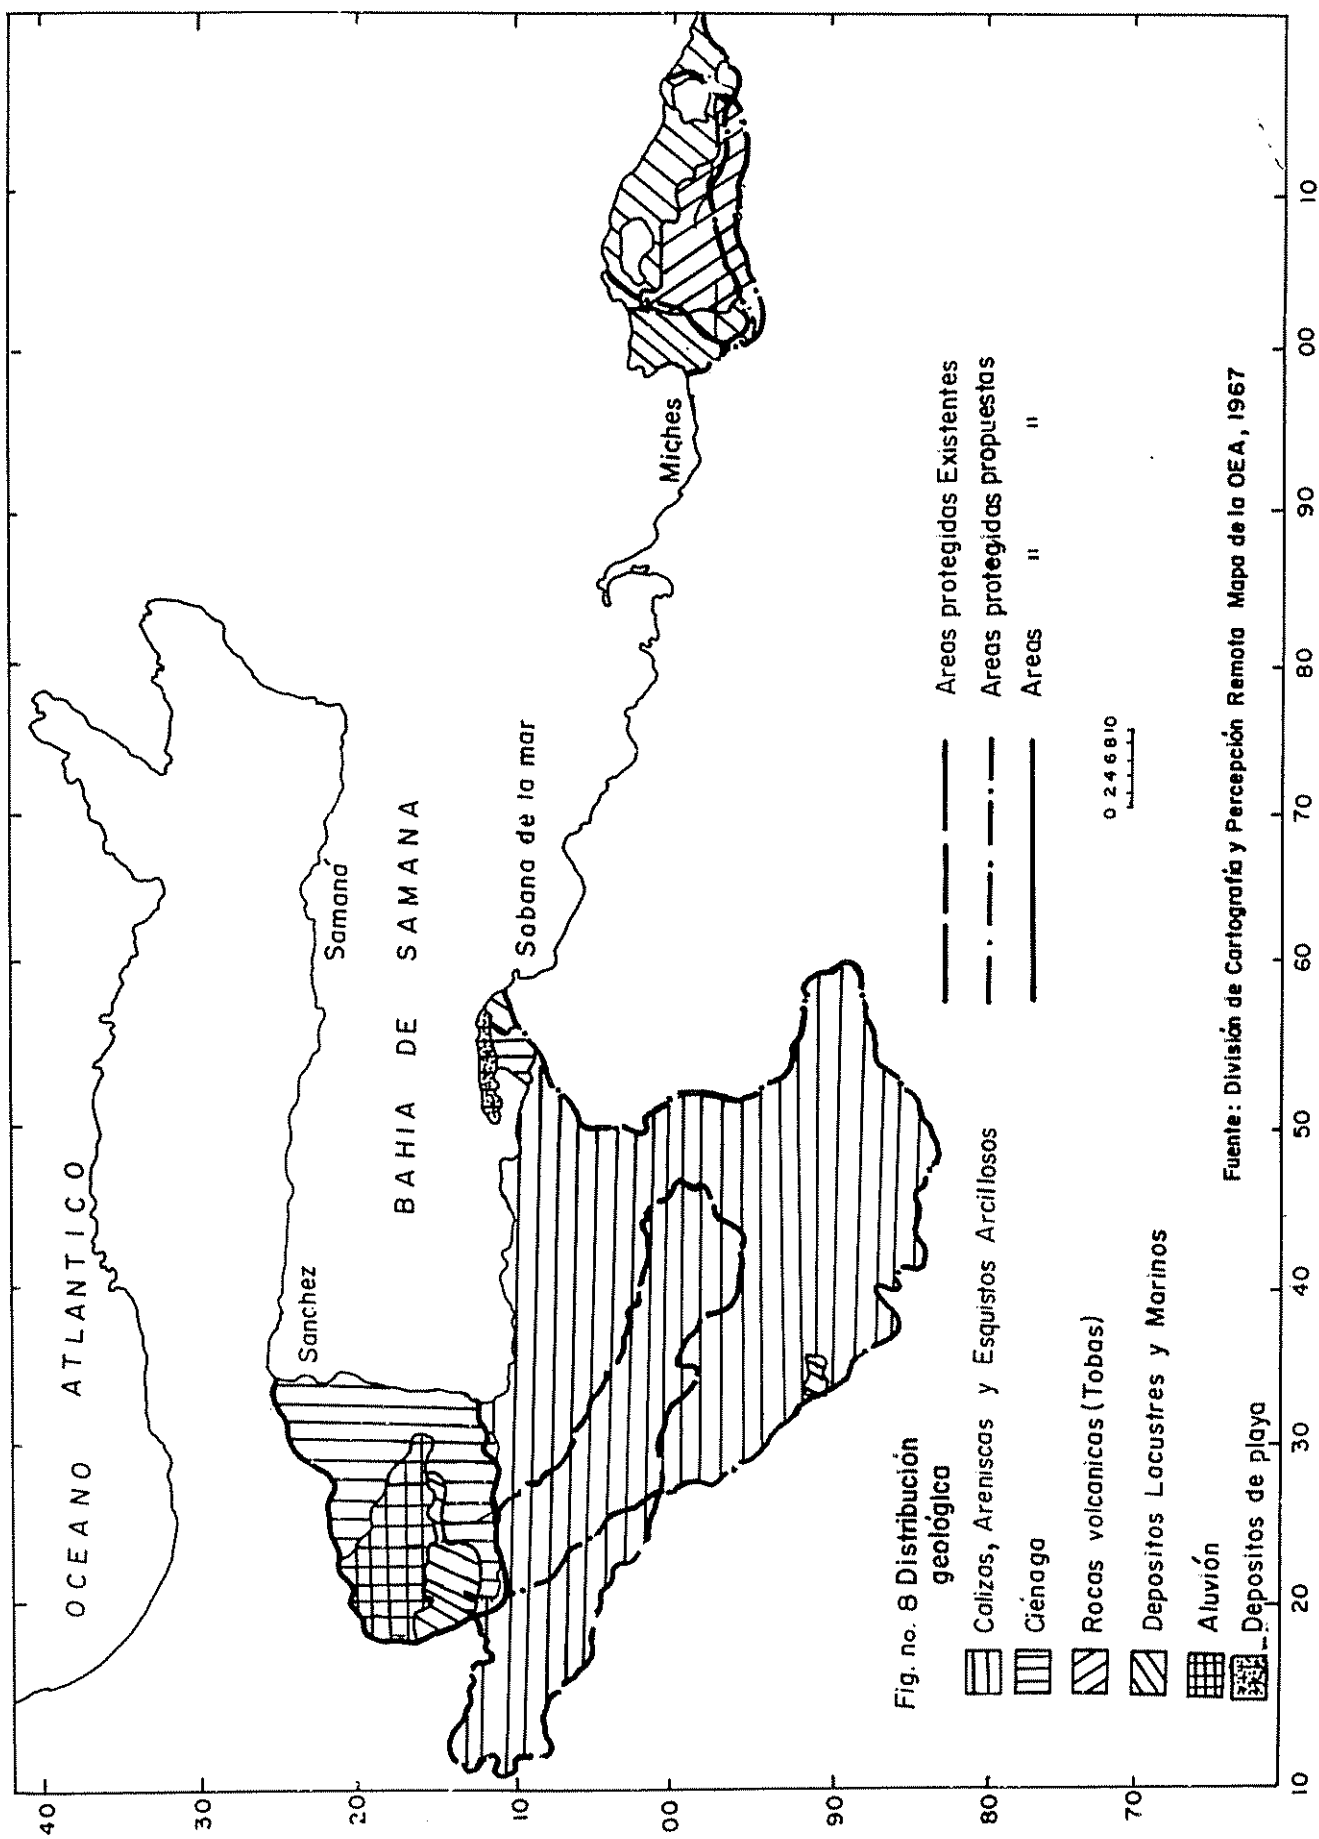 OCEANO ATLANTICO
Sanchez
Samaná
BAHIA DE SAMANA
Sabana de la mar
Miches
Fig. no. 8 Distribución
geológica
Calizas, Areniscas y Esquistos Arcillosos
Ciénaga
Rocas volcanicas (Tobas)
Depositos Lacustres y Marinos
Aluvión
Depositos de playa
Areas protegidas Existentes
Areas protegidas propuestas
Areas " "
0 2 4 6 8 10
Fuente: División de Cartografía y Percepción Remota Mapa de la OEA, 1967
40
30
20
10
00
90
80
70
10 20 30 40 50 60 70 80 90 00 10